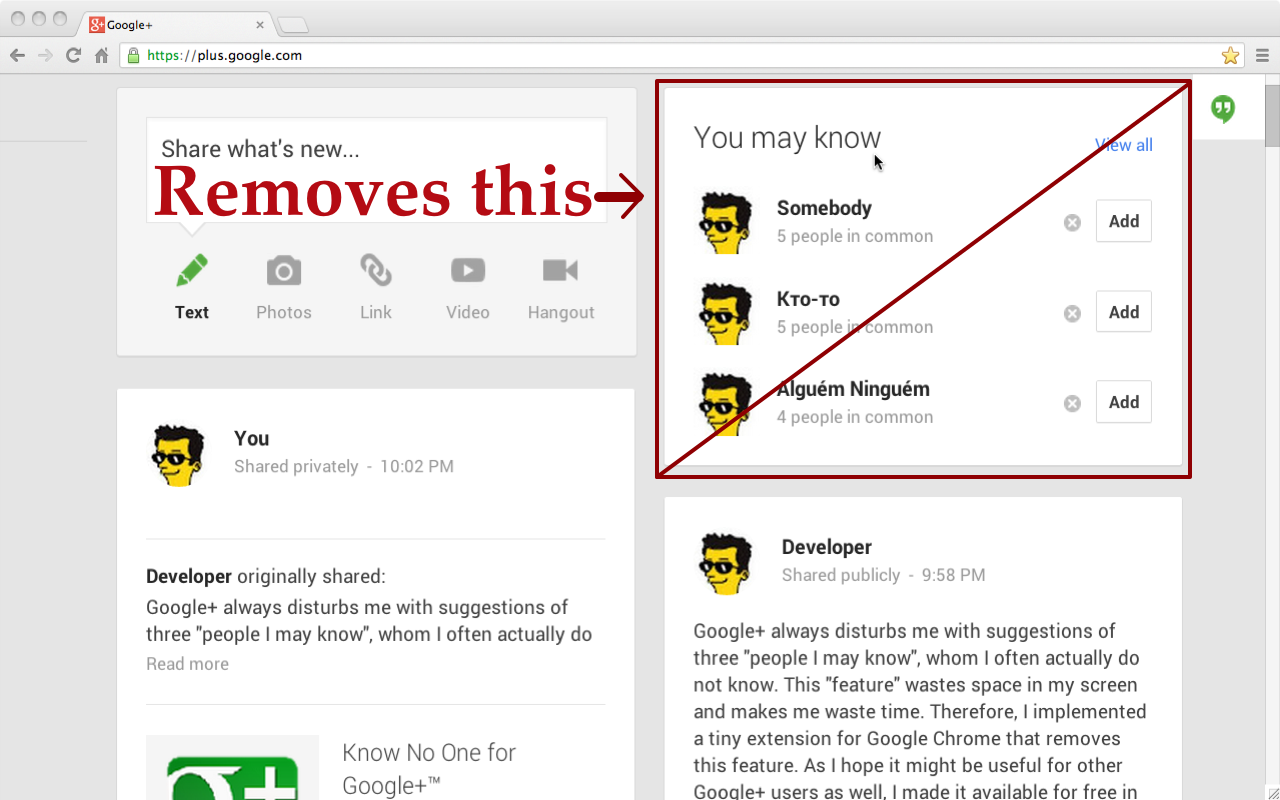 Google+
https://plus.google.com
Share what's new...
Removes this
Text
Photos
Link
Video
Hangout
You
Shared privately - 10:02 PM
Developer originally shared:
Google+ always disturbs me with suggestions of
three "people I may know", whom I often actually do
Read more
Know No One for
Google+™
You may know
View all
Somebody
5 people in common
Add
Кто-то
5 people in common
Add
Alguém Ninguém
4 people in common
Add
Developer
Shared publicly - 9:58 PM
Google+ always disturbs me with suggestions of
three "people I may know", whom I often actually do
not know. This "feature" wastes space in my screen
and makes me waste time. Therefore, I implemented
a tiny extension for Google Chrome that removes
this feature. As I hope it might be useful for other
Google+ users as well, I made it available for free in